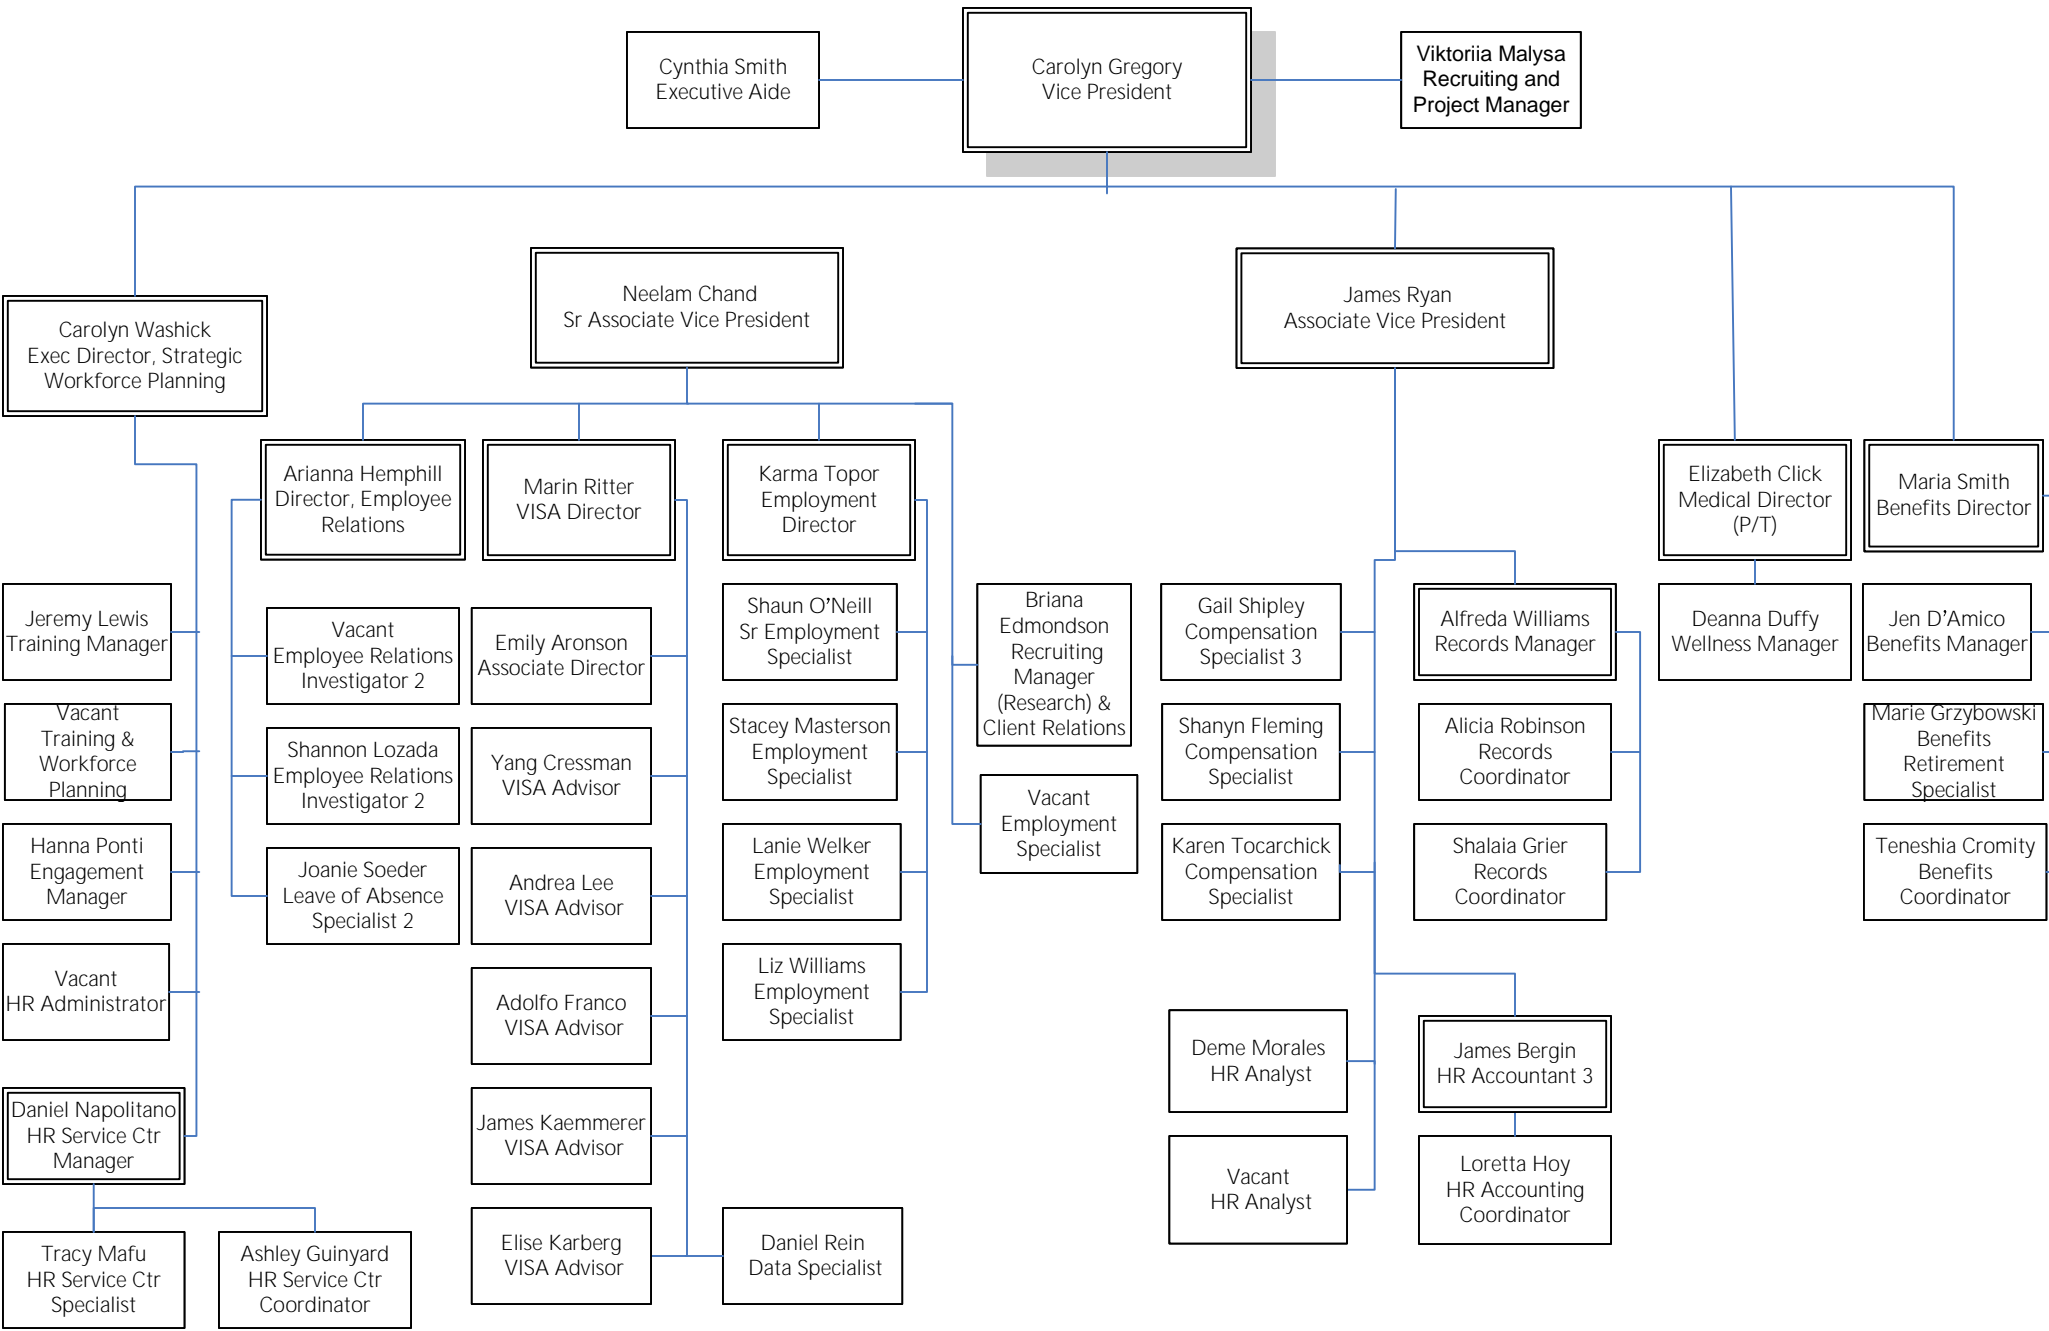 Cynthia Smith
Executive Aide
Carolyn Gregory
Vice President
Viktoriia Malysa
Recruiting and
Project Manager
Carolyn Washick
Exec Director, Strategic
Workforce Planning
Neelam Chand
Sr Associate Vice President
James Ryan
Associate Vice President
Arianna Hemphill
Director, Employee
Relations
Marin Ritter
VISA Director
Karma Topor
Employment
Director
Elizabeth Click
Medical Director
(P/T)
Maria Smith
Benefits Director
Jeremy Lewis
Training Manager
Vacant
Training &
Workforce
Planning
Hanna Ponti
Engagement
Manager
Vacant
HR Administrator
Daniel Napolitano
HR Service Ctr
Manager
Tracy Mafu
HR Service Ctr
Specialist
Ashley Guinyard
HR Service Ctr
Coordinator
Vacant
Employee Relations
Investigator 2
Shannon Lozada
Employee Relations
Investigator 2
Joanie Soeder
Leave of Absence
Specialist 2
Emily Aronson
Associate Director
Yang Cressman
VISA Advisor
Andrea Lee
VISA Advisor
Adolfo Franco
VISA Advisor
James Kaemmerer
VISA Advisor
Elise Karberg
VISA Advisor
Daniel Rein
Data Specialist
Shaun O’Neill
Sr Employment
Specialist
Stacey Masterson
Employment
Specialist
Lanie Welker
Employment
Specialist
Liz Williams
Employment
Specialist
Briana
Edmondson
Recruiting
Manager
(Research) &
Client Relations
Vacant
Employment
Specialist
Gail Shipley
Compensation
Specialist 3
Shanyn Fleming
Compensation
Specialist
Karen Tocarchick
Compensation
Specialist
Deme Morales
HR Analyst
Vacant
HR Analyst
Alfreda Williams
Records Manager
Alicia Robinson
Records
Coordinator
Shalaia Grier
Records
Coordinator
James Bergin
HR Accountant 3
Loretta Hoy
HR Accounting
Coordinator
Deanna Duffy
Wellness Manager
Jen D’Amico
Benefits Manager
Marie Grzybowski
Benefits
Retirement
Specialist
Teneshia Cromity
Benefits
Coordinator